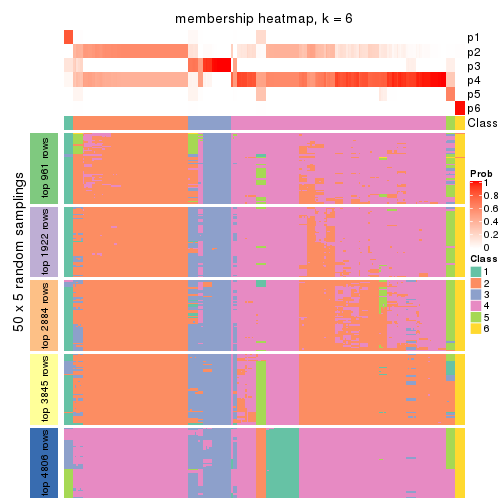 membership heatmap, k = 6
p1
p2
p3
p4
p5
p6
Class
50 x 5 random samplings
top 961 rows
top 1922 rows
top 2884 rows
top 3845 rows
top 4806 rows
Prob
1
0.8
0.6
0.4
0.2
0
Class
1
2
3
4
5
6